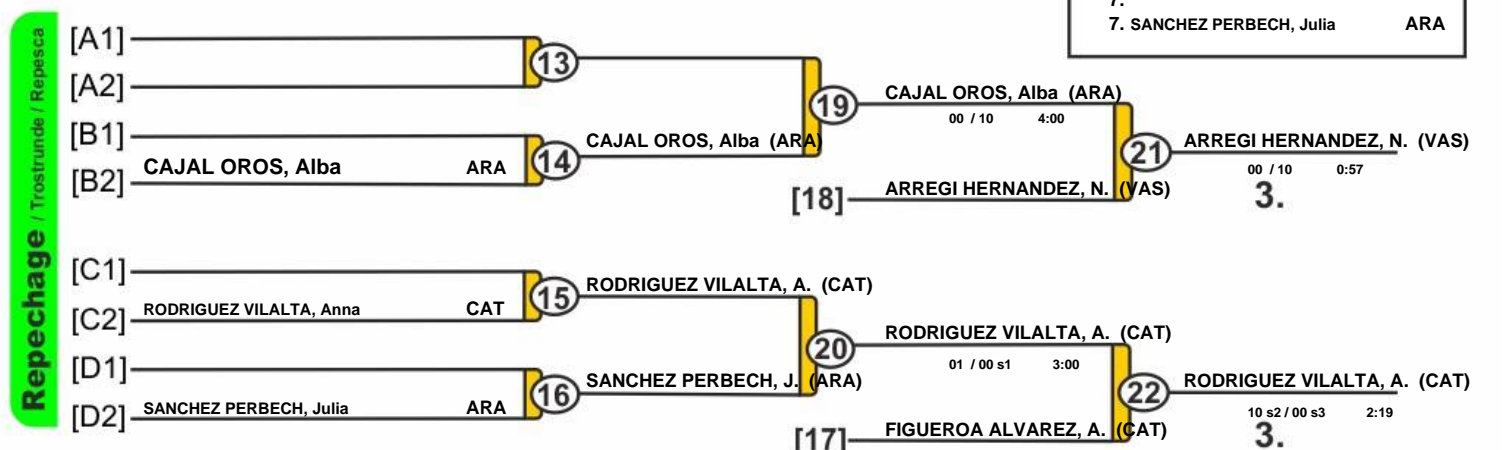 7.
7. SANCHEZ PERBECH, Julia ARA
Repechage / Trostrunde / Repesca
[A1]
13
[A2]
19
CAJAL OROS, Alba (ARA)
00 / 10 4:00
[B1]
CAJAL OROS, Alba (ARA)
21
ARREGI HERNANDEZ, N. (VAS)
00 / 10 0:57
3.
CAJAL OROS, Alba ARA
14
[B2]
[18]
ARREGI HERNANDEZ, N. (VAS)
[C1]
15
RODRIGUEZ VILALTA, A. (CAT)
RODRIGUEZ VILALTA, Anna CAT
[C2]
20
RODRIGUEZ VILALTA, A. (CAT)
01 / 00 s1 3:00
[D1]
16
SANCHEZ PERBECH, J. (ARA)
22
RODRIGUEZ VILALTA, A. (CAT)
10 s2 / 00 s3 2:19
3.
SANCHEZ PERBECH, Julia ARA
[D2]
[17]
FIGUEROA ALVAREZ, A. (CAT)